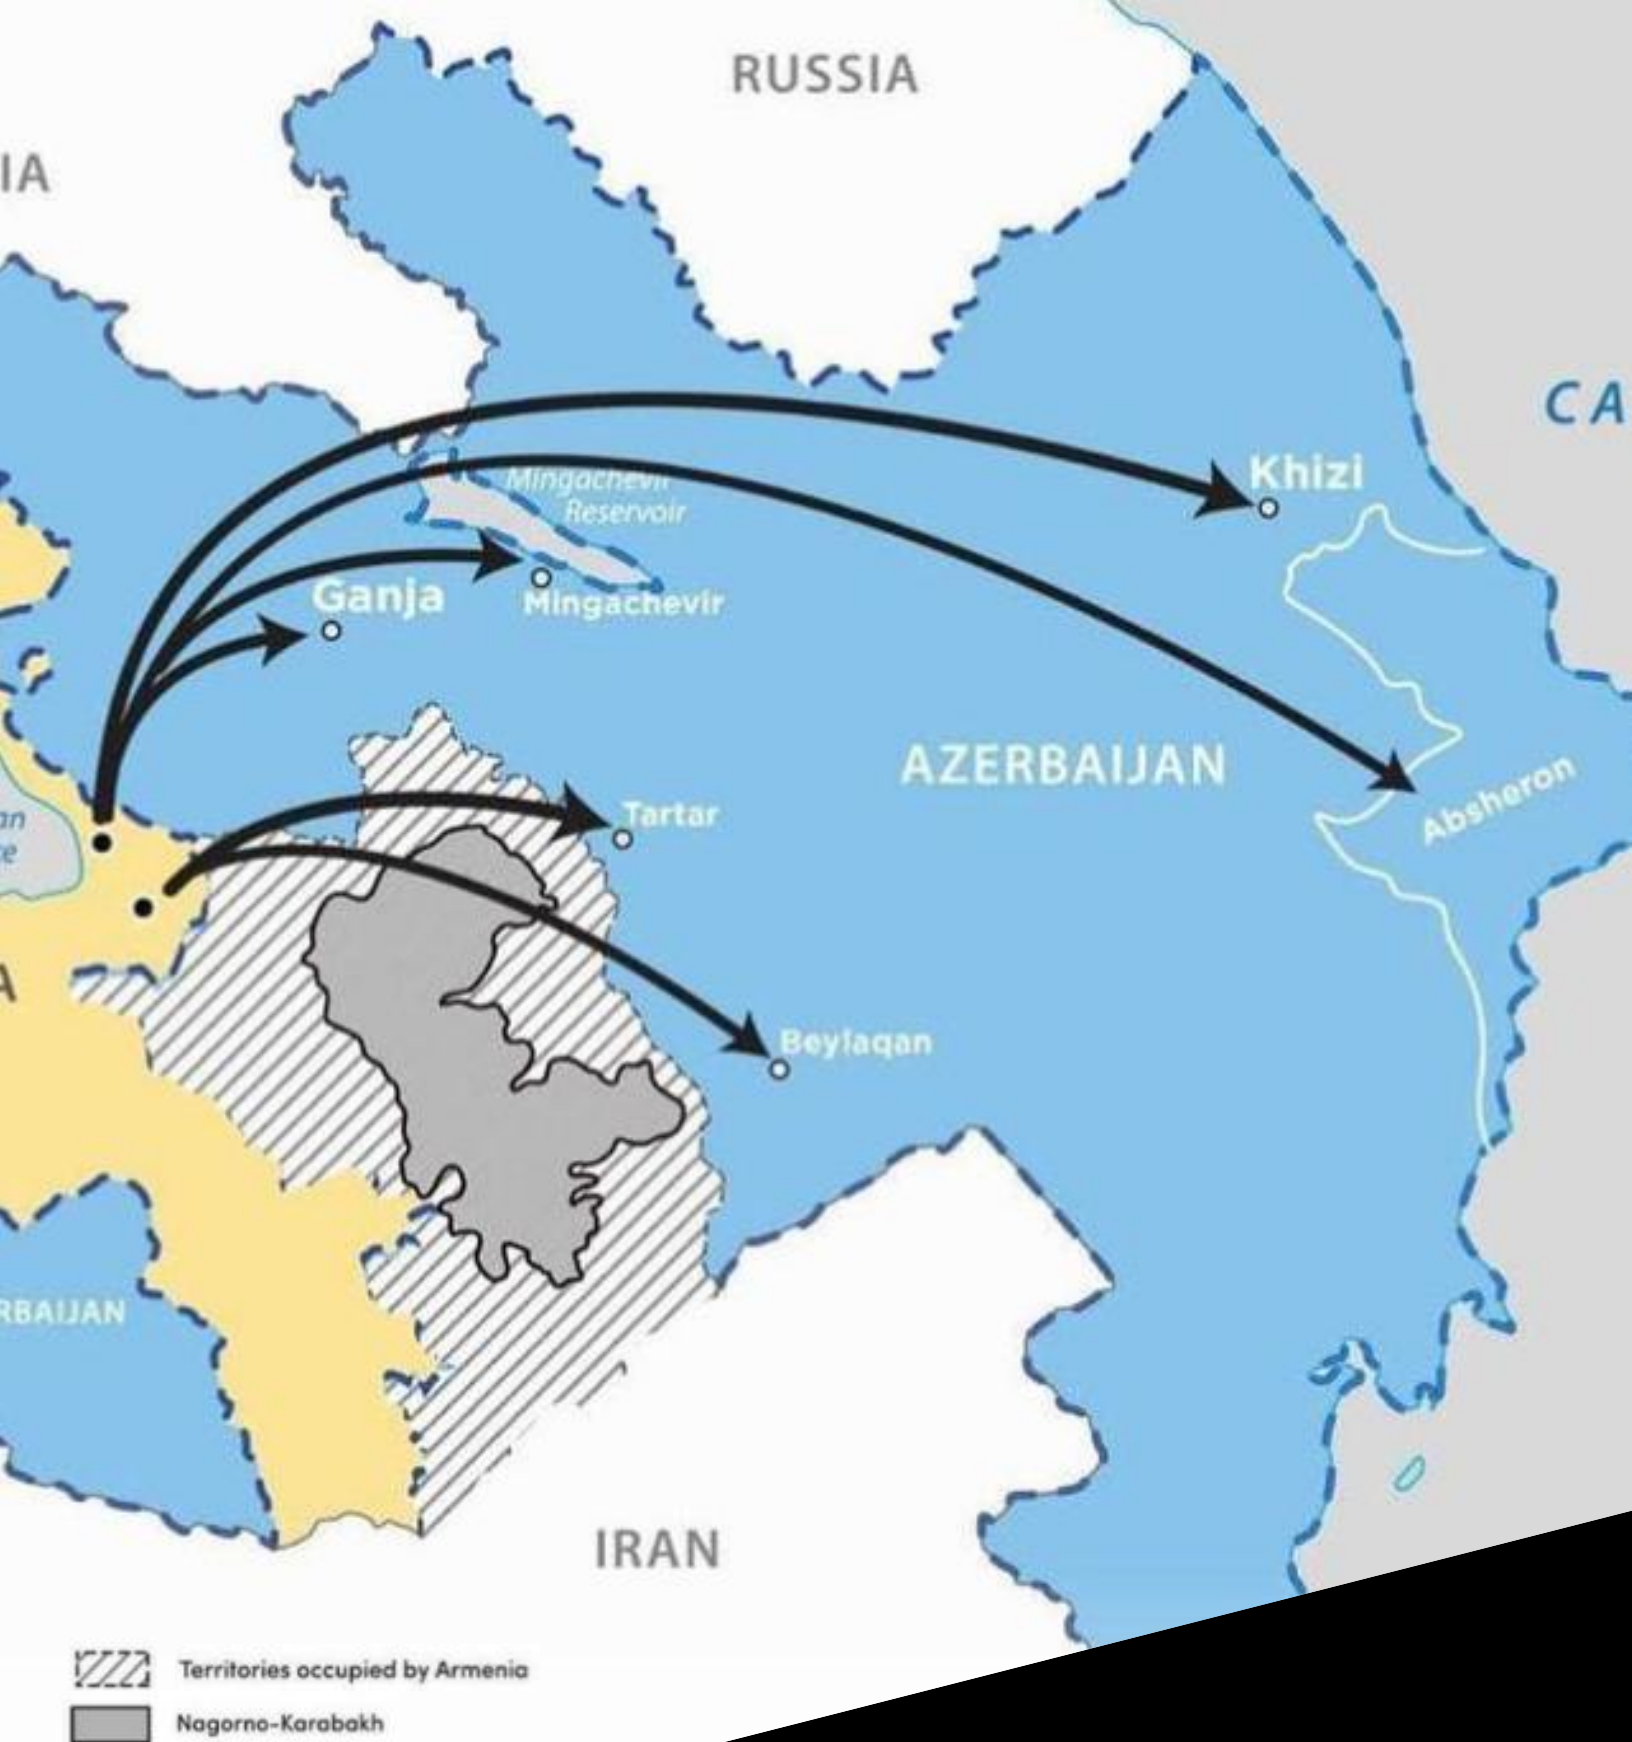 RUSSIA
IA
CA
Khizi
Mingachevir
Reservoir
Ganja
Mingachevir
AZERBAIJAN
Absheron
Tartar
an
e
A
Beylaqan
RBAIJAN
IRAN
Territories occupied by Armenia
Nagorno-Karabakh